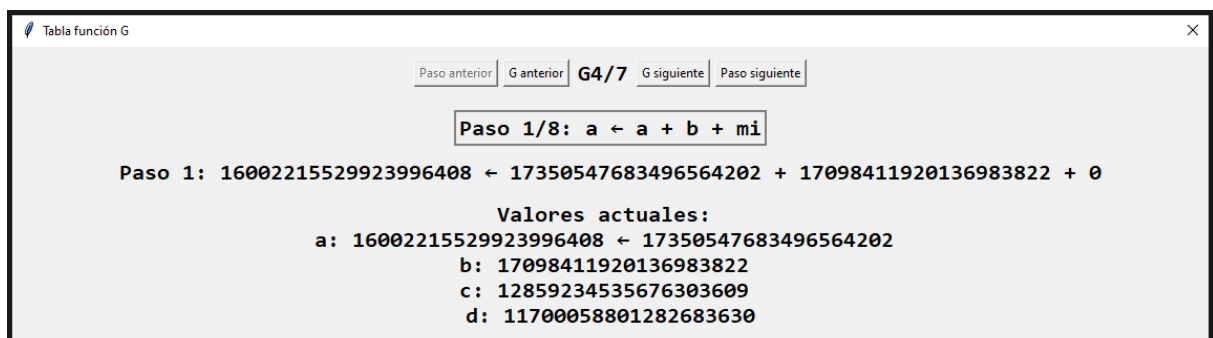 Tabla función G
Paso anterior G anterior G4/7 G siguiente Paso siguiente
Paso 1/8: a ← a + b + mi
Paso 1: 16002215529923996408 ← 17350547683496564202 + 17098411920136983822 + 0
Valores actuales:
a: 16002215529923996408 ← 17350547683496564202
b: 17098411920136983822
c: 12859234535676303609
d: 11700058801282683630